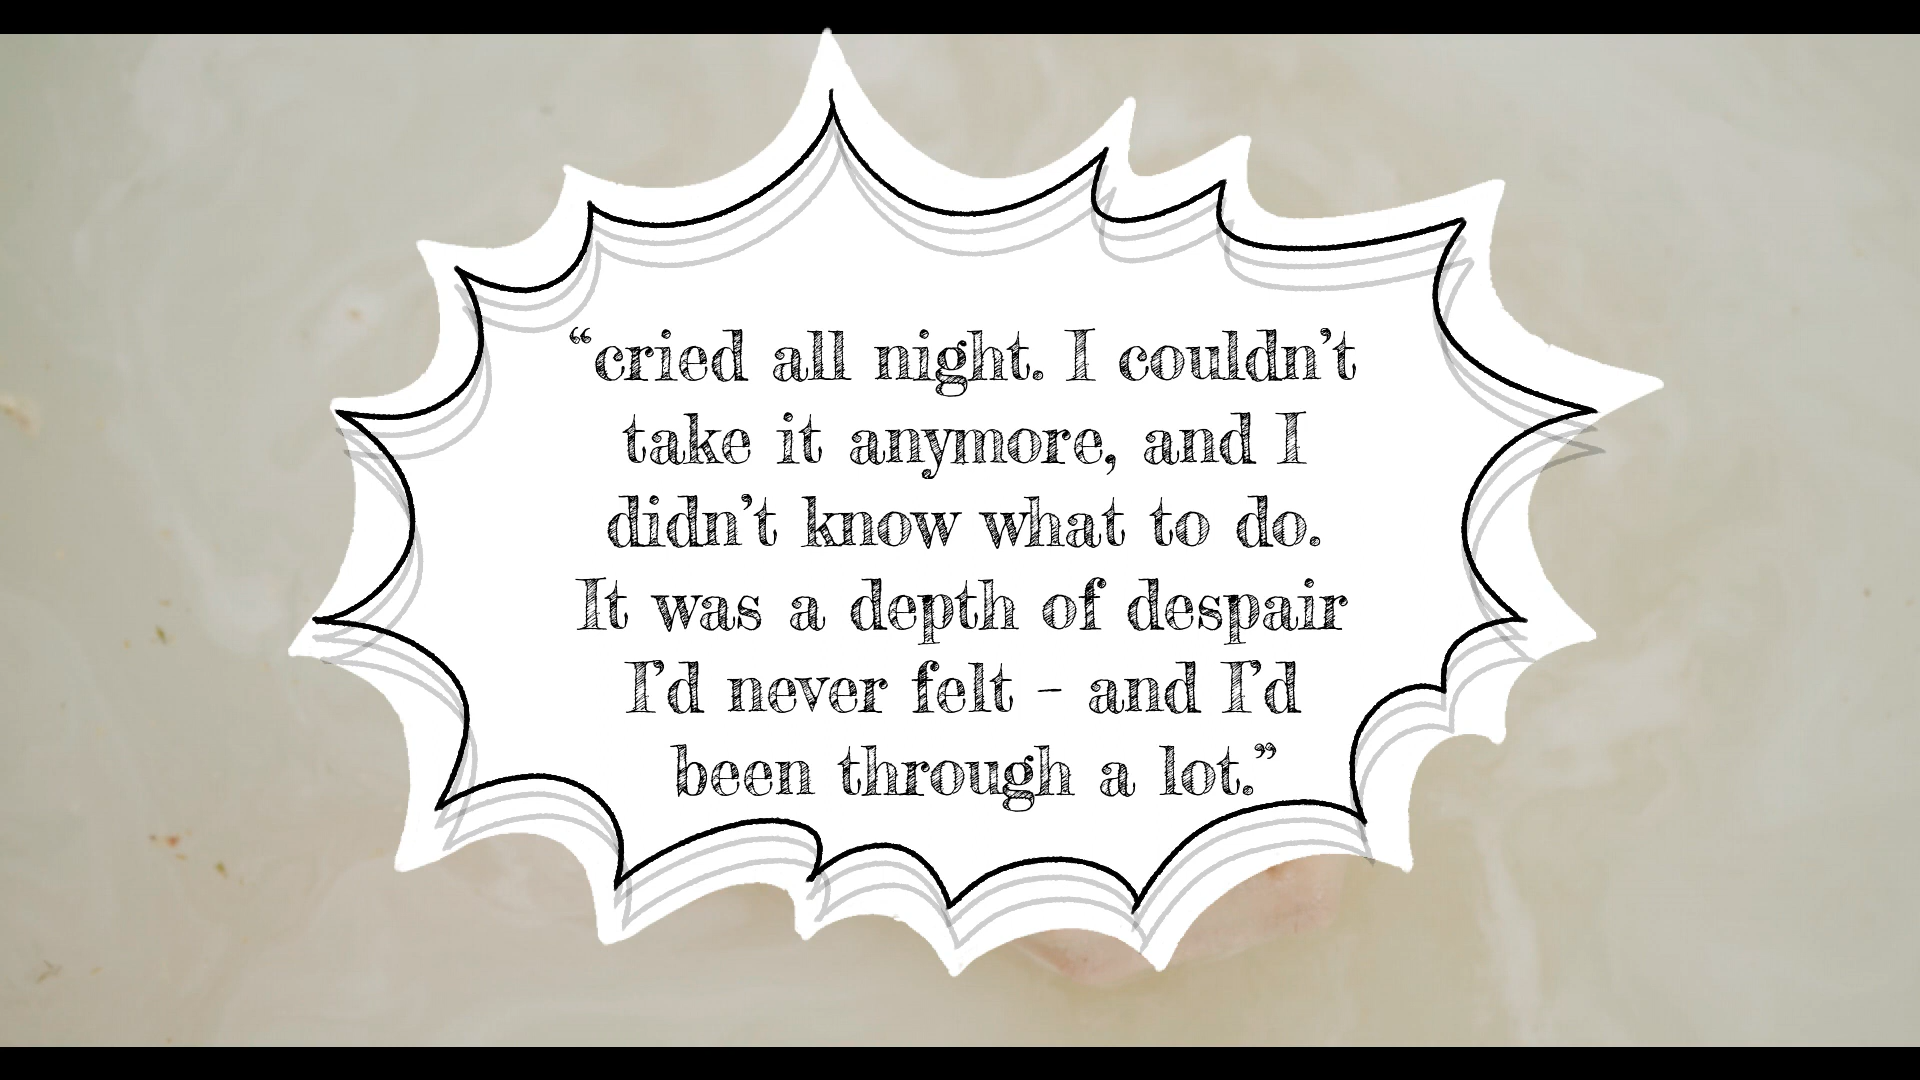 “cried all night. I couldn’t
take it anymore, and I
didn’t know what to do.
It was a depth of despair
I’d never felt - and I’d
been through a lot.”